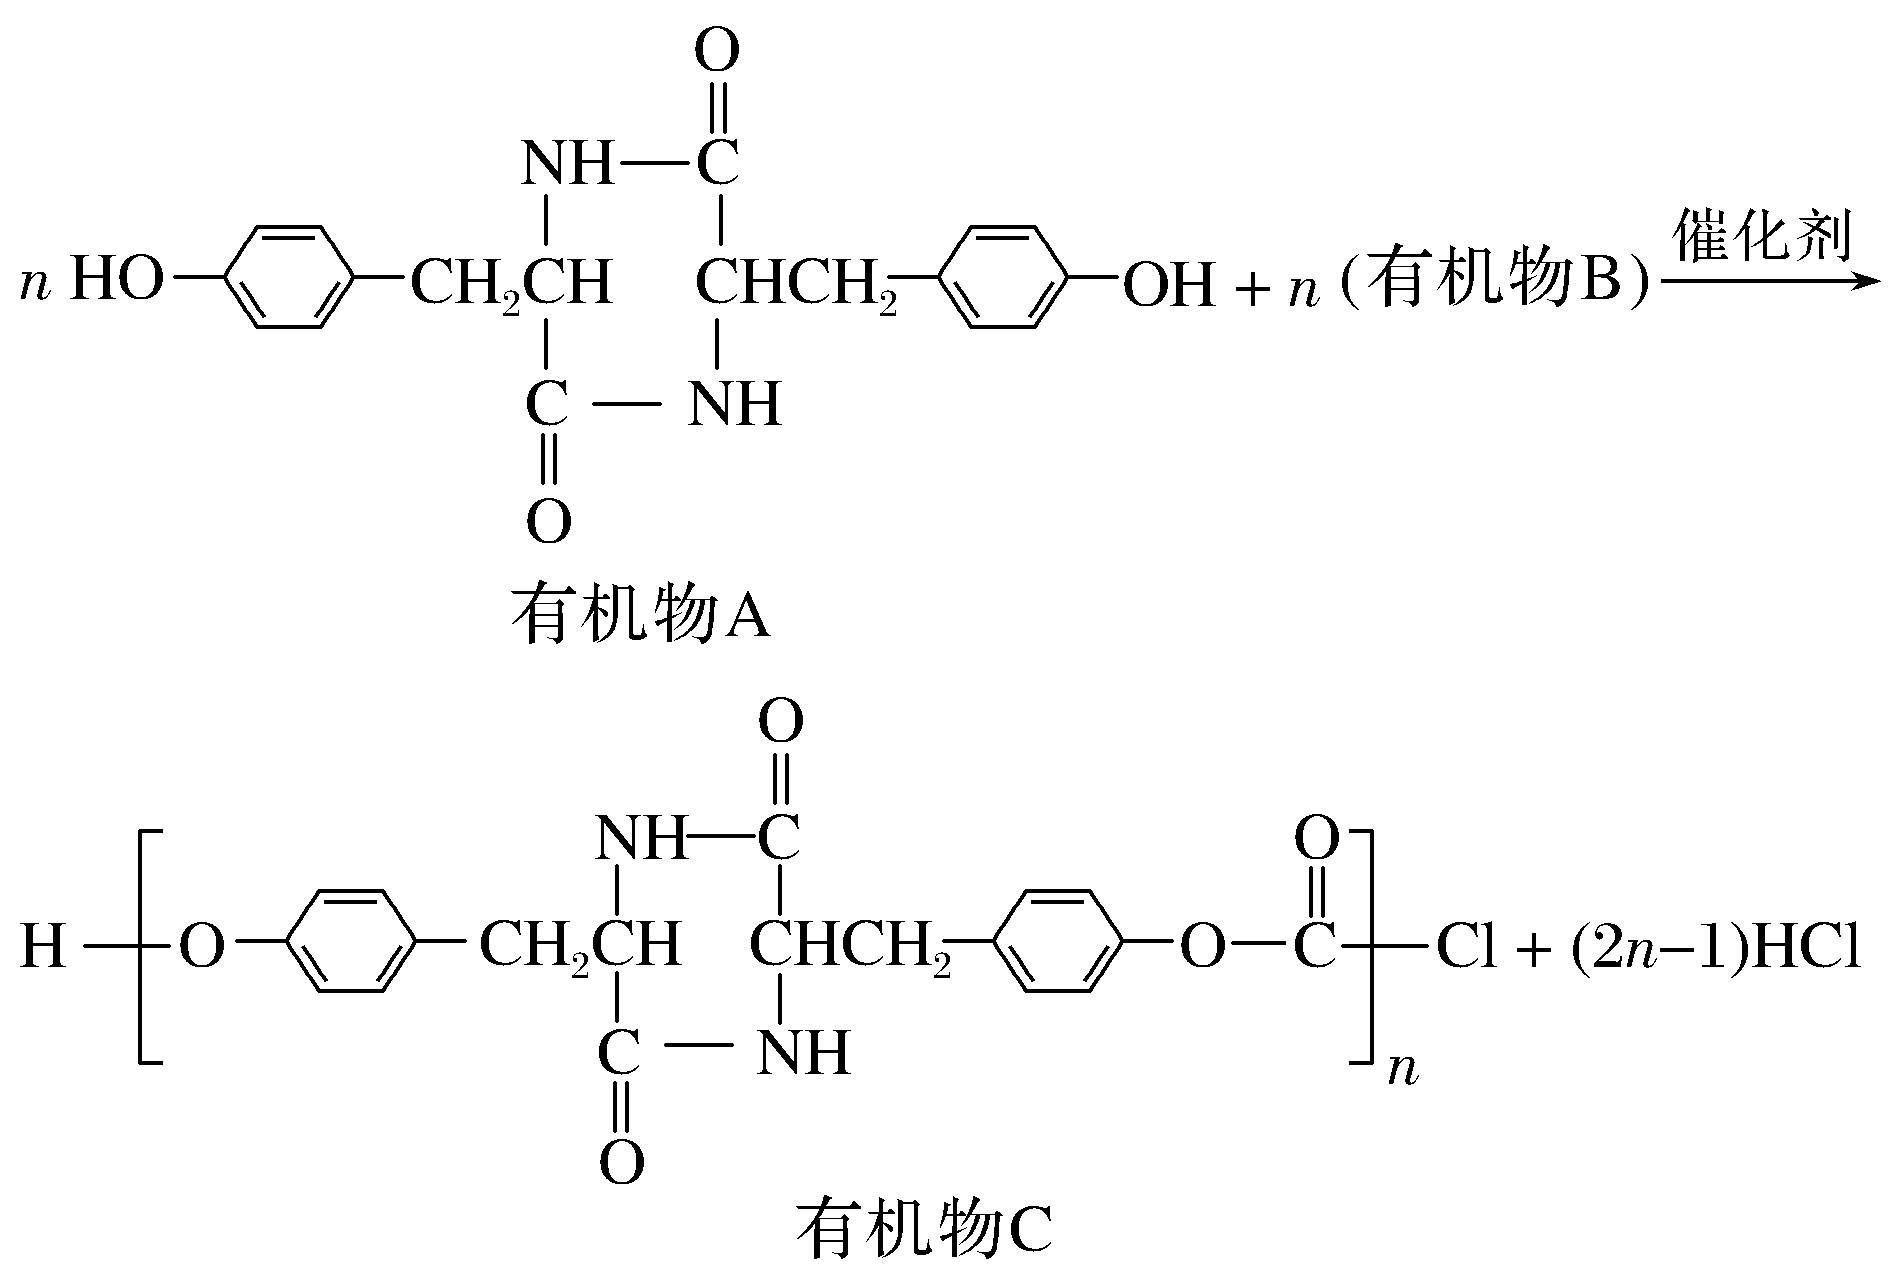 O
NH—C
n HO—CH₂CH CHCH₂—OH + n (有机物B) 催化剂
C—NH
O
有机物A
O
NH—C O
H—[O—CH₂CH CHCH₂—O—C]ₙ—Cl + (2n−1)HCl
C—NH
O
有机物C